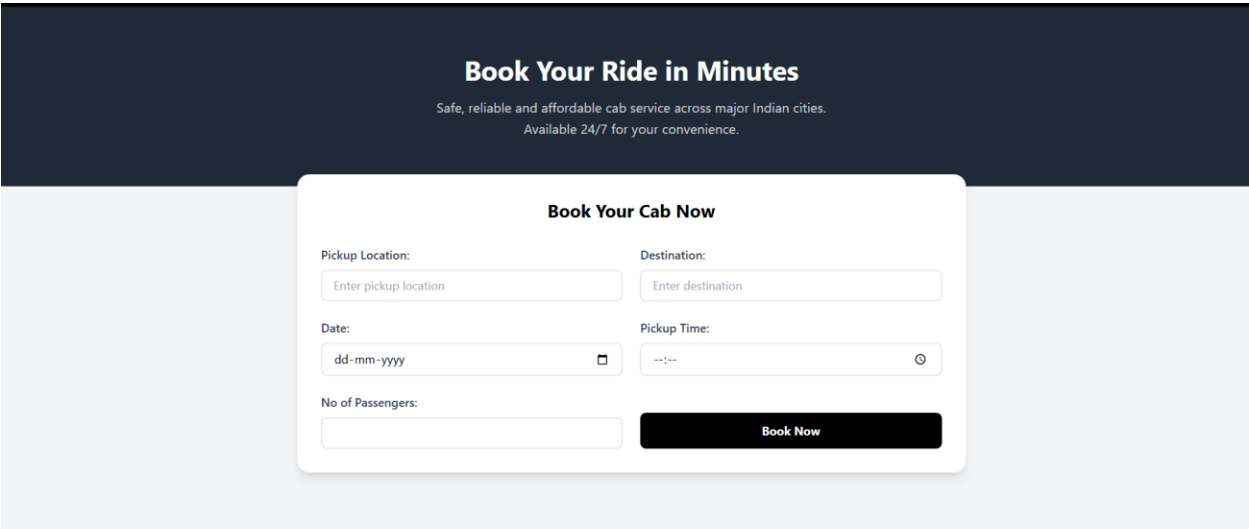 Book Your Ride in Minutes
Safe, reliable and affordable cab service across major Indian cities.
Available 24/7 for your convenience.
Book Your Cab Now
Pickup Location:
Destination:
Enter pickup location
Enter destination
Date:
Pickup Time:
dd-mm-yyyy
--:--
No of Passengers:
Book Now